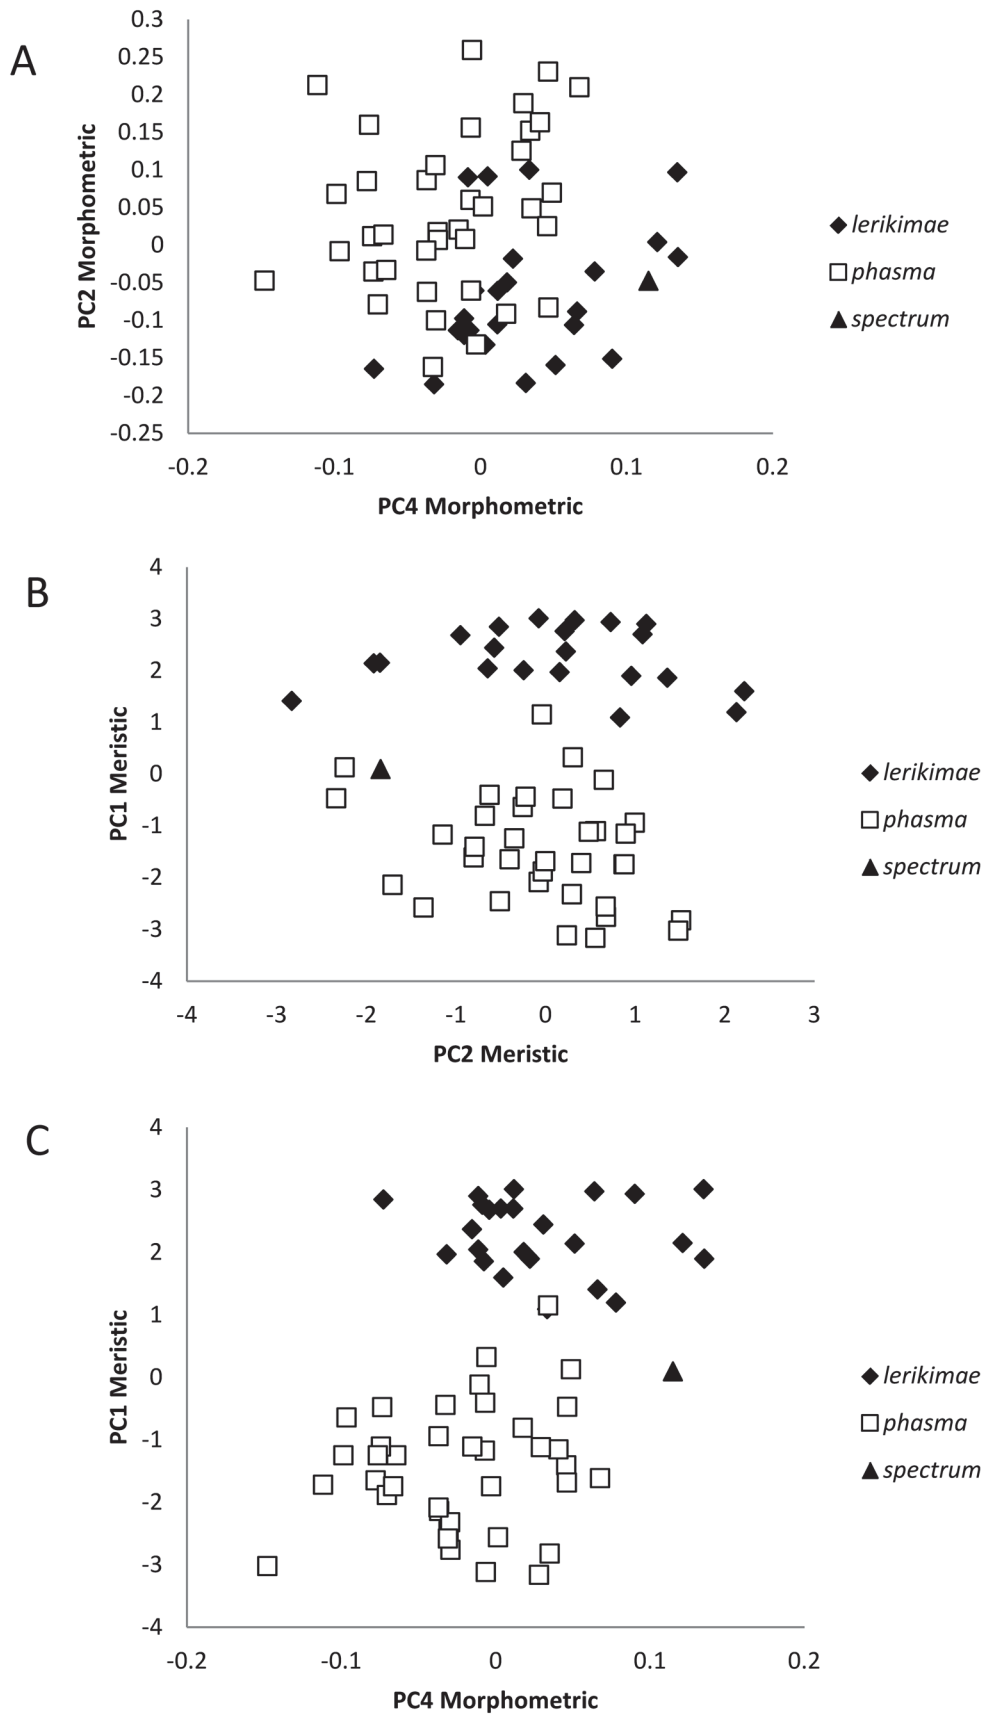 A
0.3
0.25
0.2
0.15
0.1
0.05
0
-0.05
-0.1
-0.15
-0.2
-0.25
PC2 Morphometric
-0.2 -0.1 0 0.1 0.2
PC4 Morphometric
lerikimae
phasma
spectrum
B
4
3
2
1
0
-1
-2
-3
-4
PC1 Meristic
-4 -3 -2 -1 0 1 2 3
PC2 Meristic
lerikimae
phasma
spectrum
C
4
3
2
1
0
-1
-2
-3
-4
PC1 Meristic
-0.2 -0.1 0 0.1 0.2
PC4 Morphometric
lerikimae
phasma
spectrum